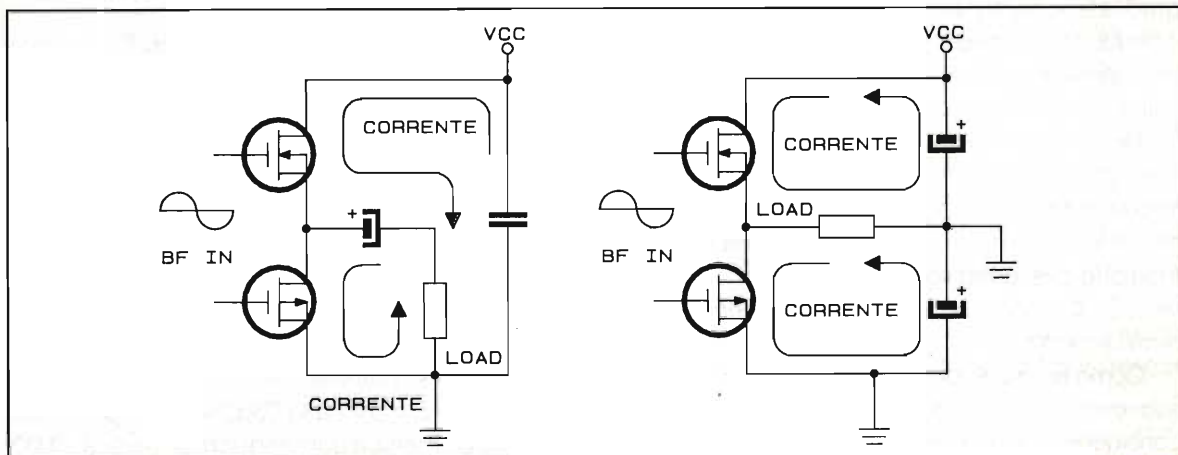 VCC
CORRENTE
+
BF IN
LOAD
CORRENTE
VCC
+
CORRENTE
LOAD
BF IN
CORRENTE
+